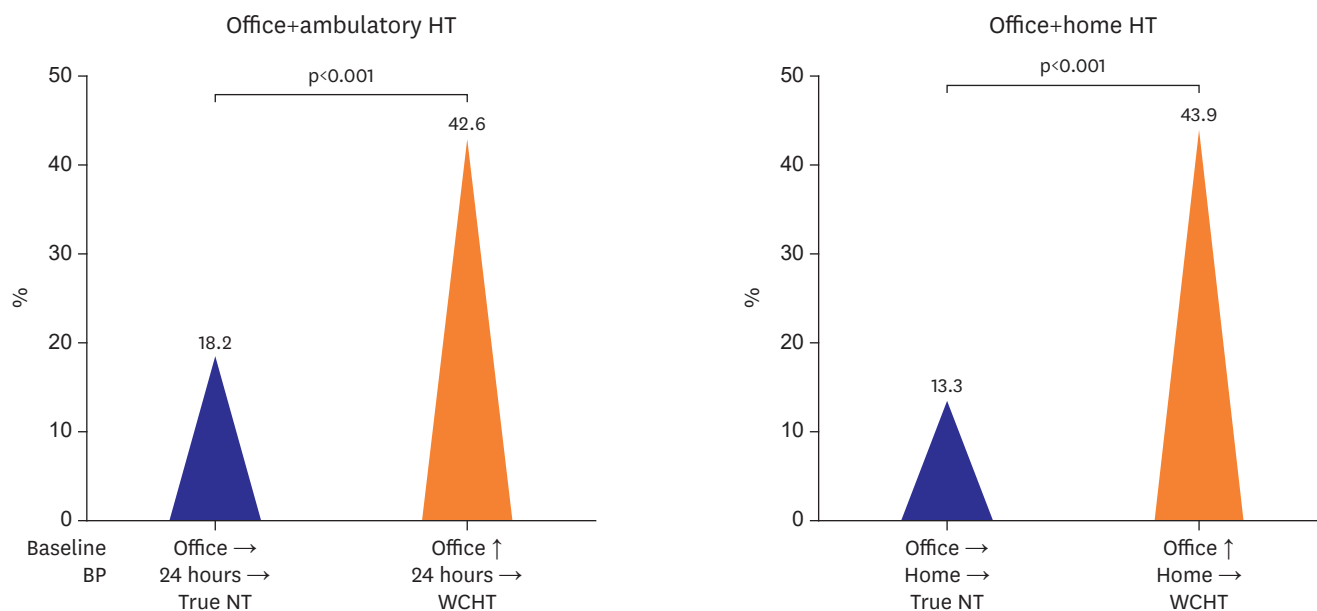 Office+ambulatory HT
50
40
30
20
10
0
%
p<0.001
18.2
42.6
Baseline
BP
Office →
24 hours →
True NT
Office ↑
24 hours →
WCHT
Office+home HT
50
40
30
20
10
0
%
p<0.001
13.3
43.9
Office →
Home →
True NT
Office ↑
Home →
WCHT